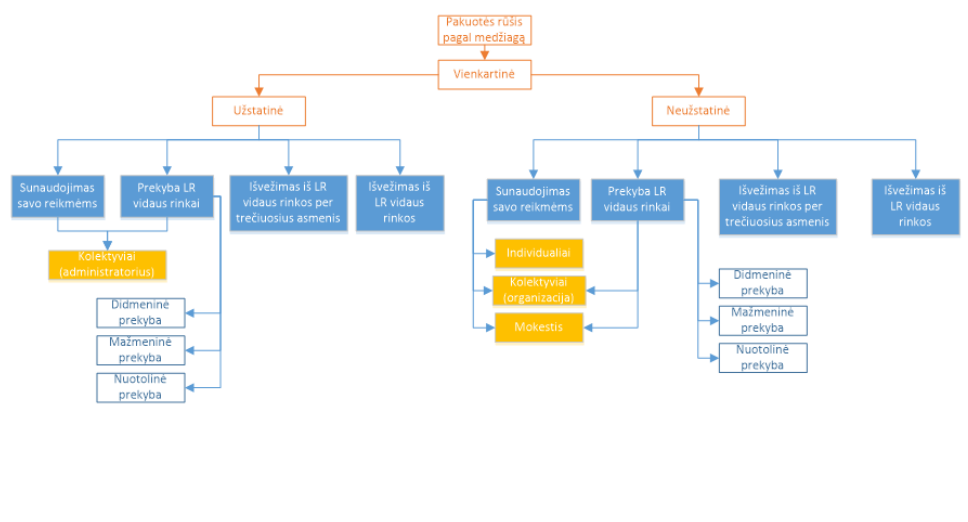 Pakuotės rūšis
pagal medžiagą
Vienkartinė
Užstatinė
Neužstatinė
Sunaudojimas
savo reikmėms
Prekyba LR
vidaus rinkai
Išvežimas iš LR
vidaus rinkos per
trečiuosius asmenis
Išvežimas iš
LR vidaus
rinkos
Sunaudojimas
savo reikmėms
Prekyba LR
vidaus rinkai
Išvežimas iš LR
vidaus rinkos per
trečiuosius asmenis
Išvežimas iš
LR vidaus
rinkos
Kolektyviai
(administratorius)
Didmeninė
prekyba
Mažmeninė
prekyba
Nuotolinė
prekyba
Individualiai
Kolektyviai
(organizacija)
Mokestis
Didmeninė
prekyba
Mažmeninė
prekyba
Nuotolinė
prekyba